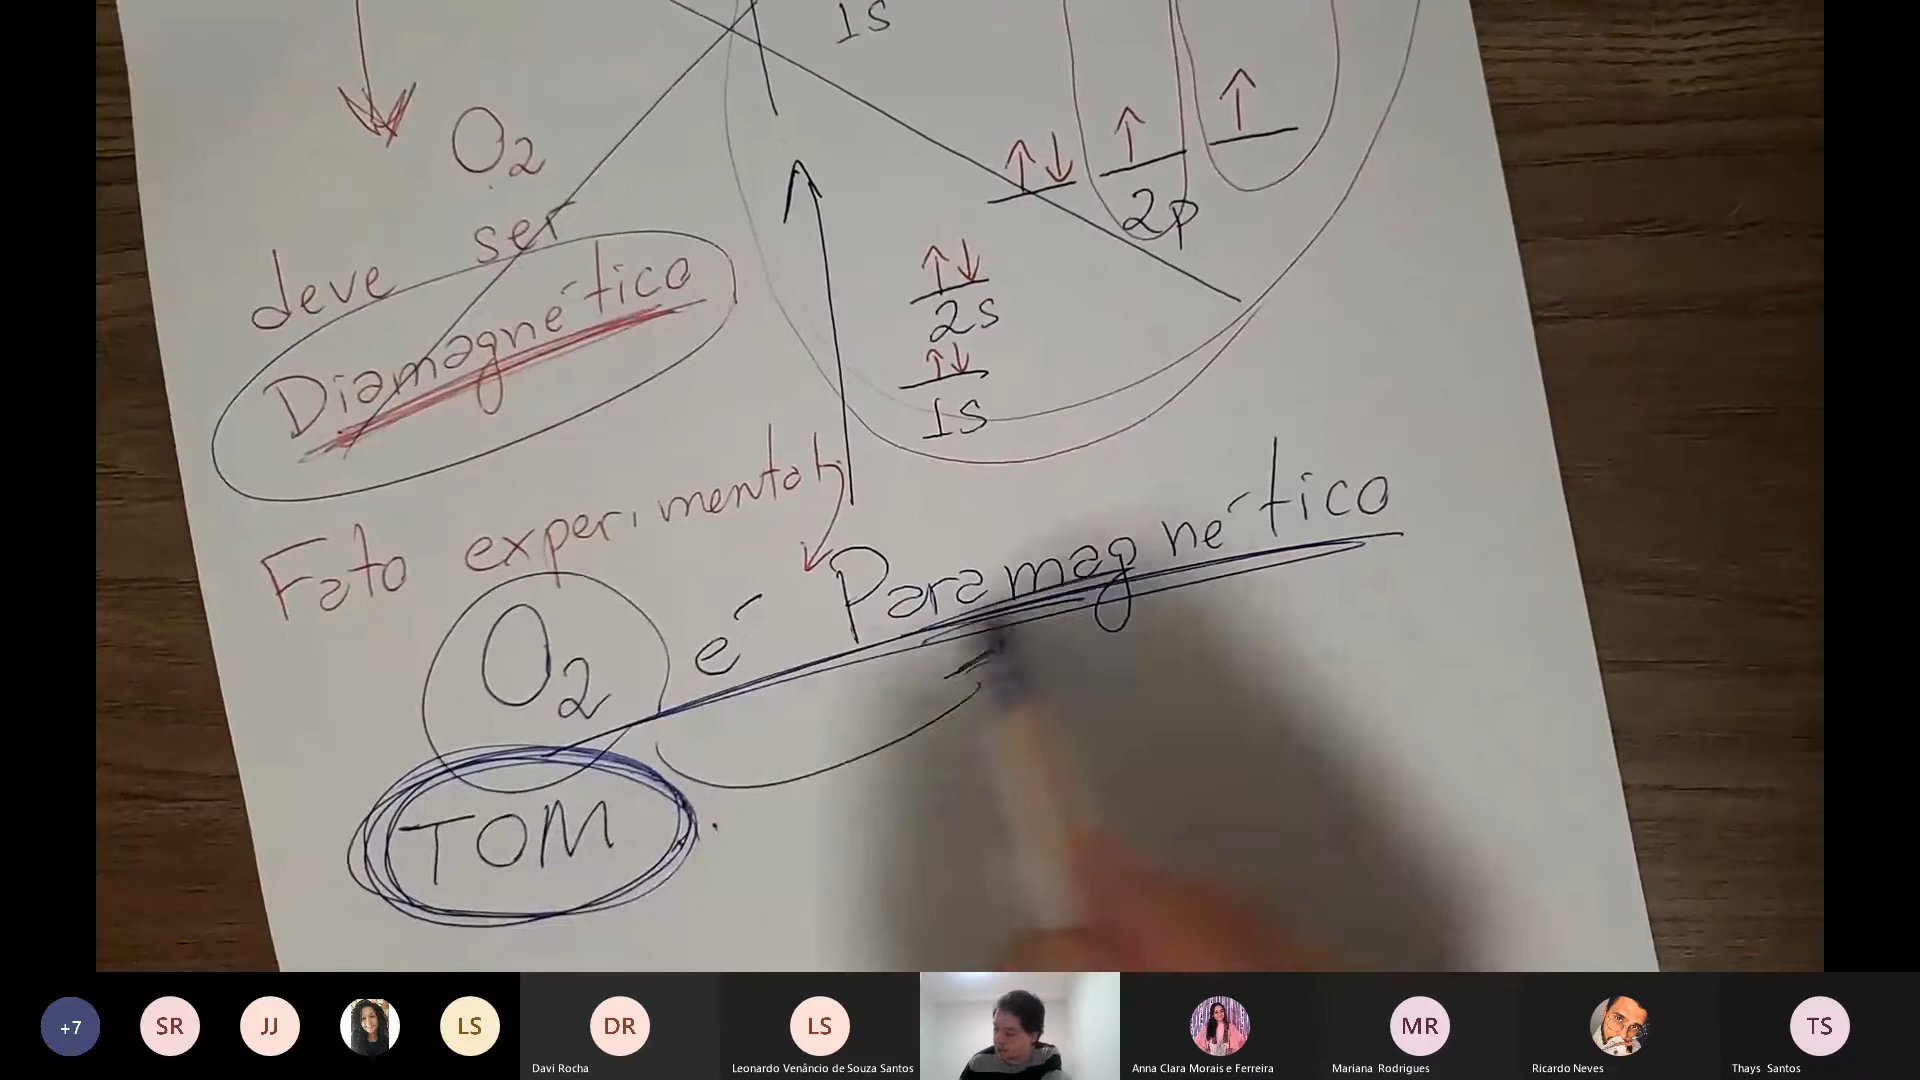 1s
O2
deve ser
Diamagnético
2p
2s
1s
Fato experimental
O2 é Paramagnético
TOM
+7
SR
JJ
LS
DR
LS
MR
TS
Davi Rocha
Leonardo Venâncio de Souza Santos
Anna Clara Morais e Ferreira
Mariana Rodrigues
Ricardo Neves
Thays Santos